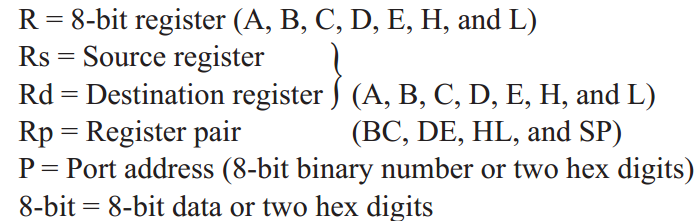 R = 8-bit register (A, B, C, D, E, H, and L)
Rs = Source register
Rd = Destination register } (A, B, C, D, E, H, and L)
Rp = Register pair (BC, DE, HL, and SP)
P = Port address (8-bit binary number or two hex digits)
8-bit = 8-bit data or two hex digits